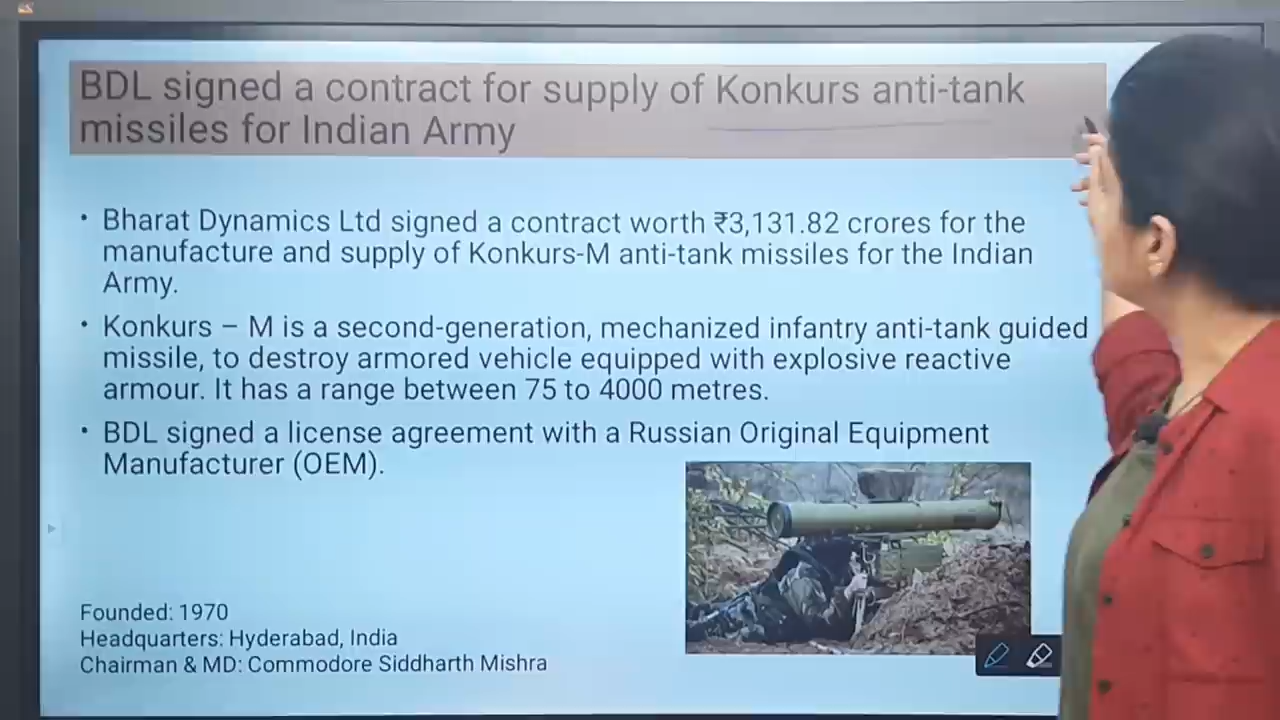 BDL signed a contract for supply of Konkurs anti-tank
missiles for Indian Army
• Bharat Dynamics Ltd signed a contract worth ₹3,131.82 crores for the
manufacture and supply of Konkurs-M anti-tank missiles for the Indian
Army.
• Konkurs – M is a second-generation, mechanized infantry anti-tank guided
missile, to destroy armored vehicle equipped with explosive reactive
armour. It has a range between 75 to 4000 metres.
• BDL signed a license agreement with a Russian Original Equipment
Manufacturer (OEM).
Founded: 1970
Headquarters: Hyderabad, India
Chairman & MD: Commodore Siddharth Mishra